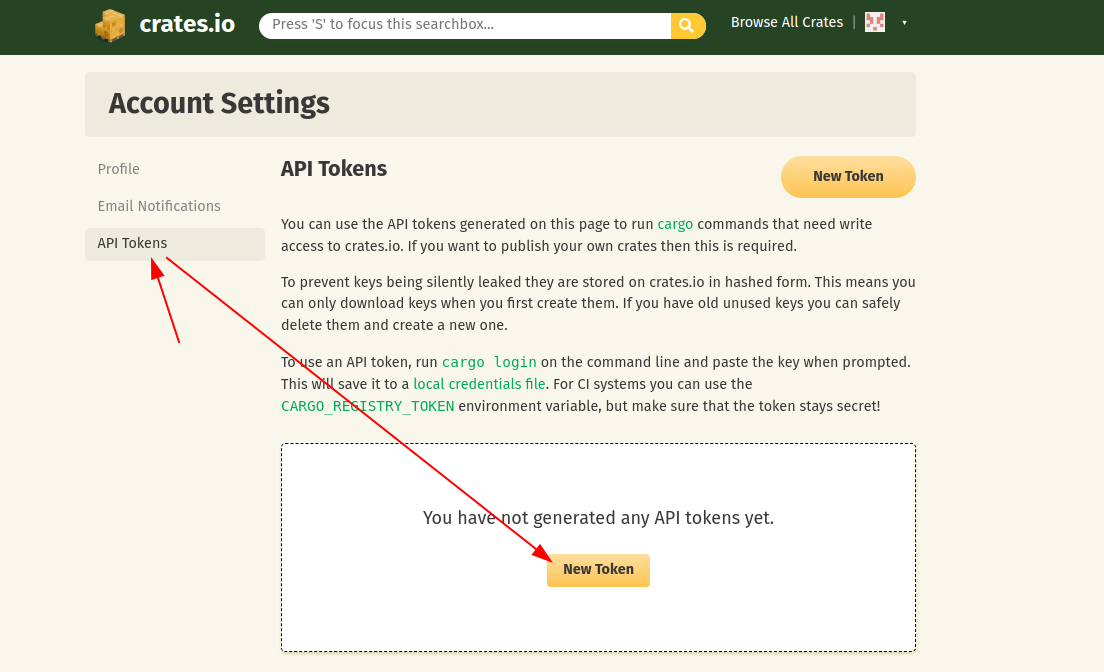 crates.io
Press 'S' to focus this searchbox...
Browse All Crates |
Account Settings
Profile
Email Notifications
API Tokens
API Tokens
New Token
You can use the API tokens generated on this page to run cargo commands that need write
access to crates.io. If you want to publish your own crates then this is required.
To prevent keys being silently leaked they are stored on crates.io in hashed form. This means you
can only download keys when you first create them. If you have old unused keys you can safely
delete them and create a new one.
To use an API token, run cargo login on the command line and paste the key when prompted.
This will save it to a local credentials file. For CI systems you can use the
CARGO_REGISTRY_TOKEN environment variable, but make sure that the token stays secret!
You have not generated any API tokens yet.
New Token